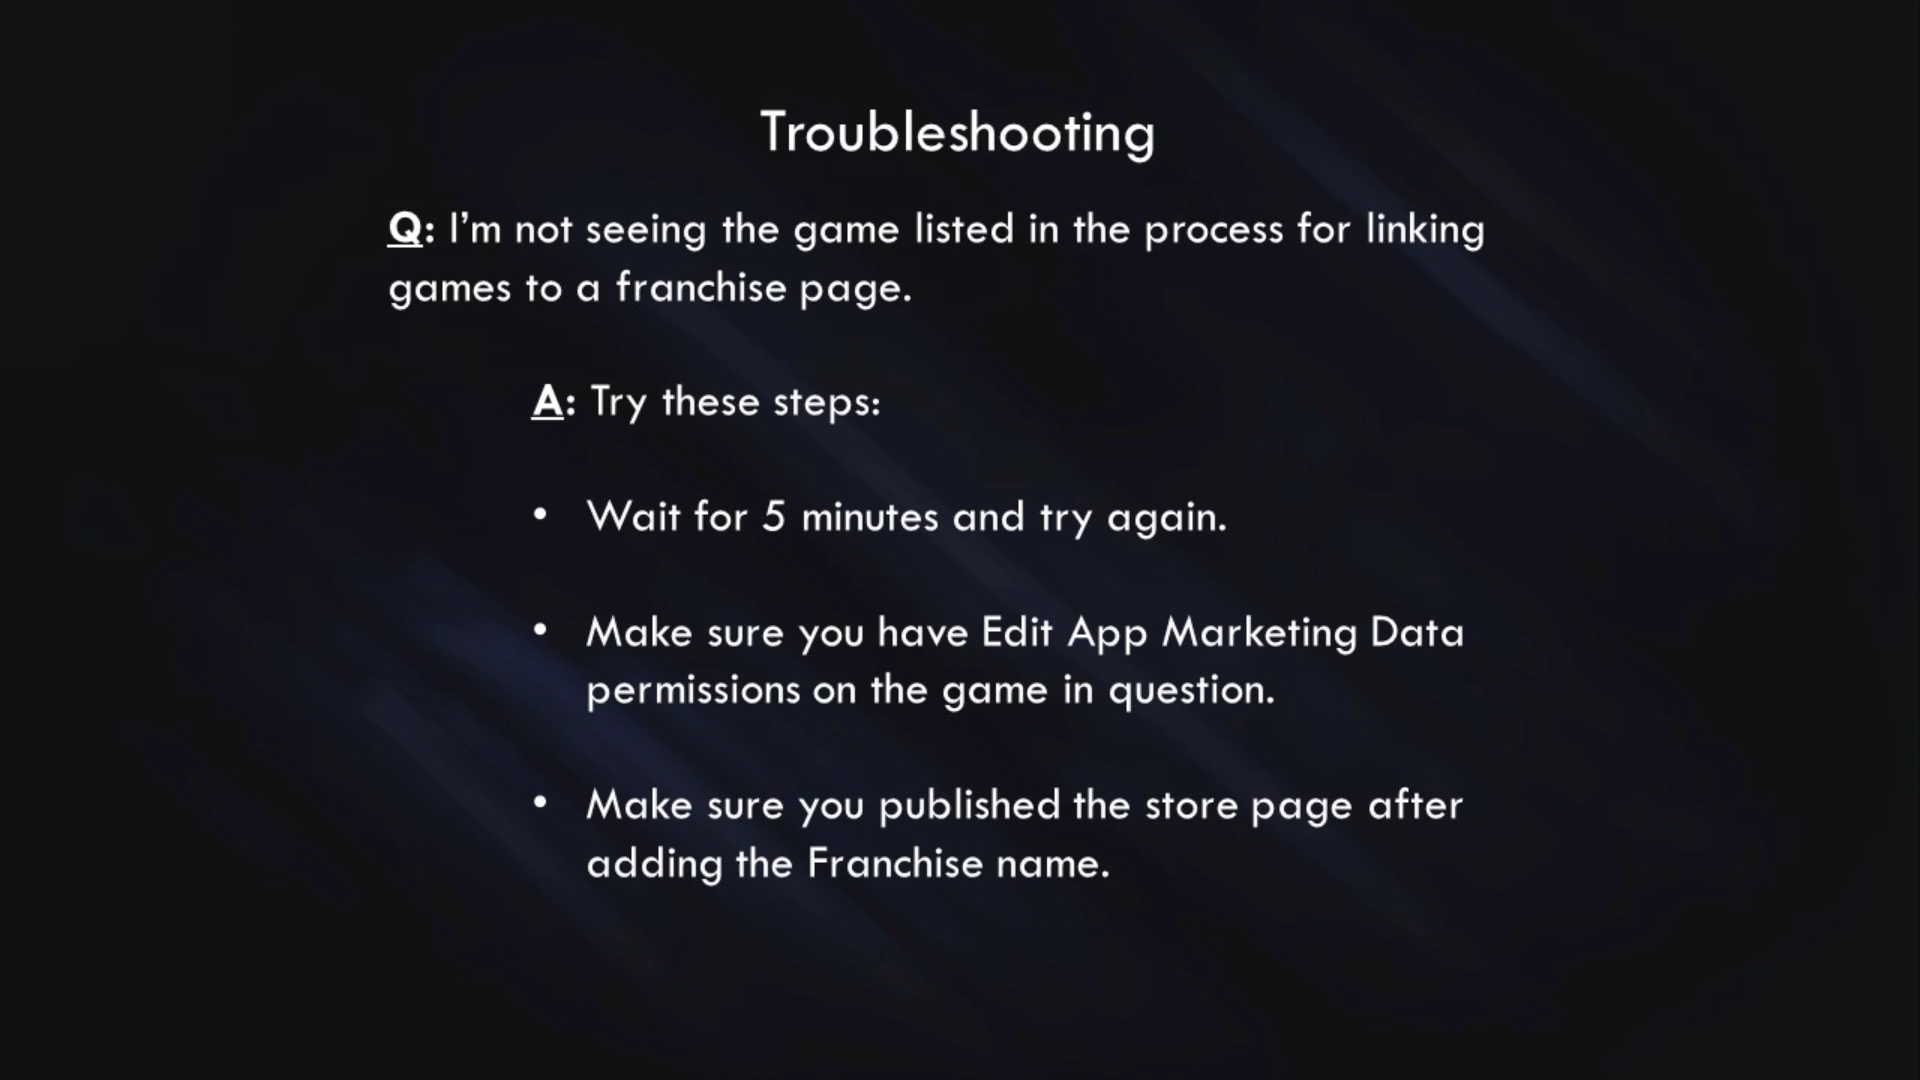 Troubleshooting
Q: I’m not seeing the game listed in the process for linking
games to a franchise page.
A: Try these steps:
• Wait for 5 minutes and try again.
• Make sure you have Edit App Marketing Data
permissions on the game in question.
• Make sure you published the store page after
adding the Franchise name.